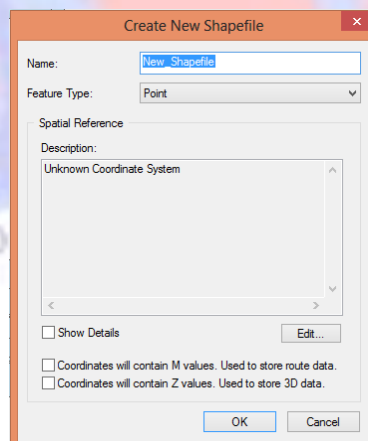 Create New Shapefile
Name: New_Shapefile
Feature Type: Point
Spatial Reference
Description:
Unknown Coordinate System
Show Details Edit...
Coordinates will contain M values. Used to store route data.
Coordinates will contain Z values. Used to store 3D data.
OK Cancel